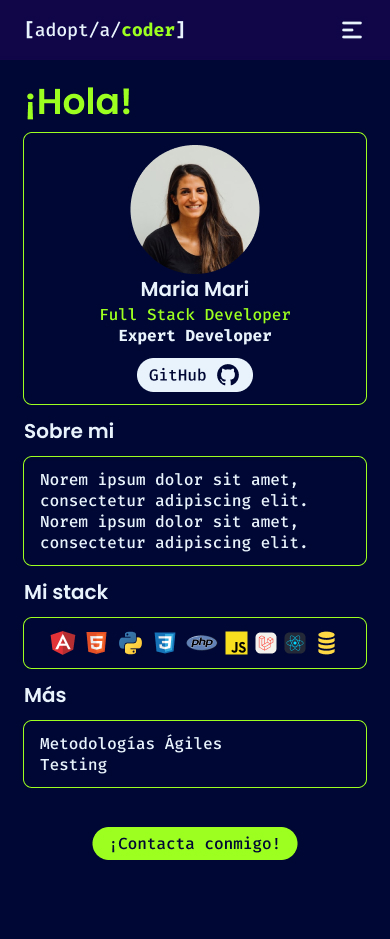 [adopt/a/coder]
¡Hola!
Maria Mari
Full Stack Developer
Expert Developer
GitHub
Sobre mi
Norem ipsum dolor sit amet,
consectetur adipiscing elit.
Norem ipsum dolor sit amet,
consectetur adipiscing elit.
Mi stack
A 5 3 php JS
Más
Metodologías Ágiles
Testing
¡Contacta conmigo!